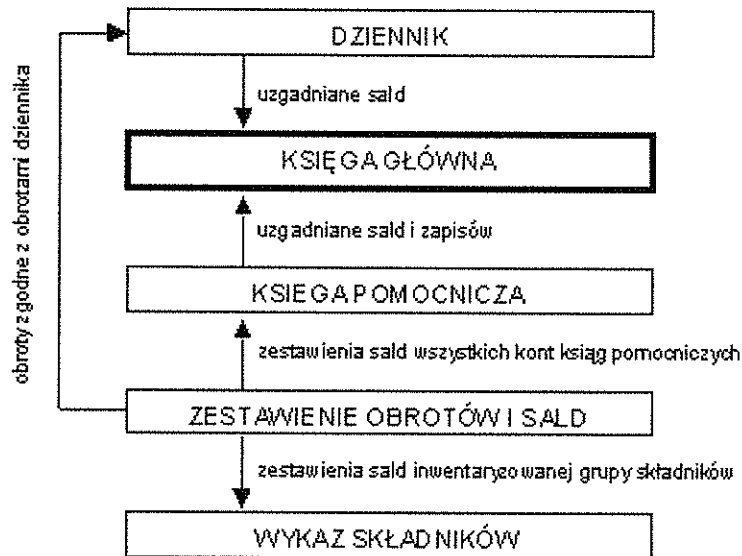 DZIENNIK
uzgadniane sald
KSIĘGA GŁÓWNA
uzgadniane sald i zapisów
KSIEGA POMOCNICZA
zestawienia sald wszystkich kont ksiąg pomocniczych
ZESTAWIENIE OBROTÓW I SALD
zestawienia sald inwentaryzowanej grupy składników
WYKAZ SKŁADNIKÓW
obroty zgodne z obrotami dziennika